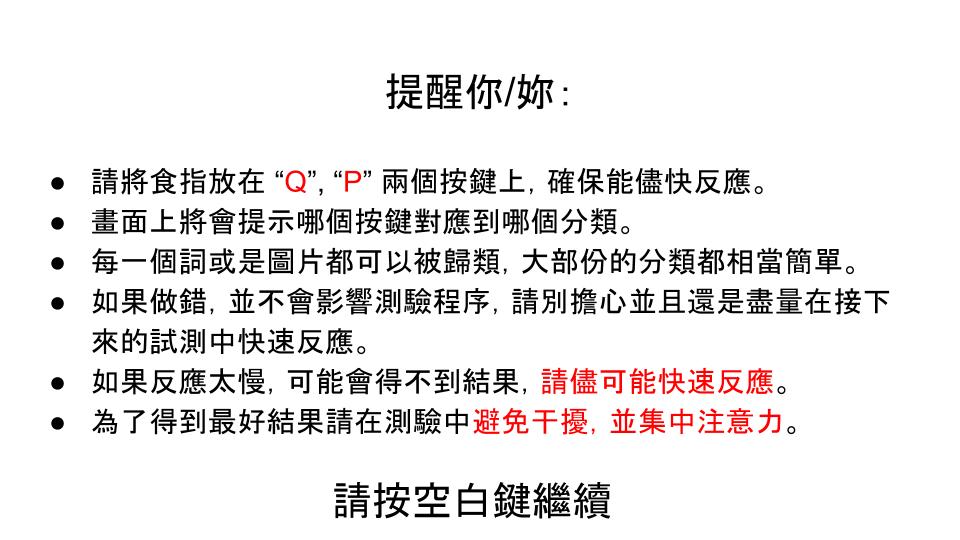 提醒你/妳：
● 請將食指放在 “Q”, “P” 兩個按鍵上，確保能儘快反應。
● 畫面上將會提示哪個按鍵對應到哪個分類。
● 每一個詞或是圖片都可以被歸類，大部份的分類都相當簡單。
● 如果做錯，並不會影響測驗程序，請別擔心並且還是盡量在接下
來的試測中快速反應。
● 如果反應太慢，可能會得不到結果，請儘可能快速反應。
● 為了得到最好結果請在測驗中避免干擾，並集中注意力。
請按空白鍵繼續